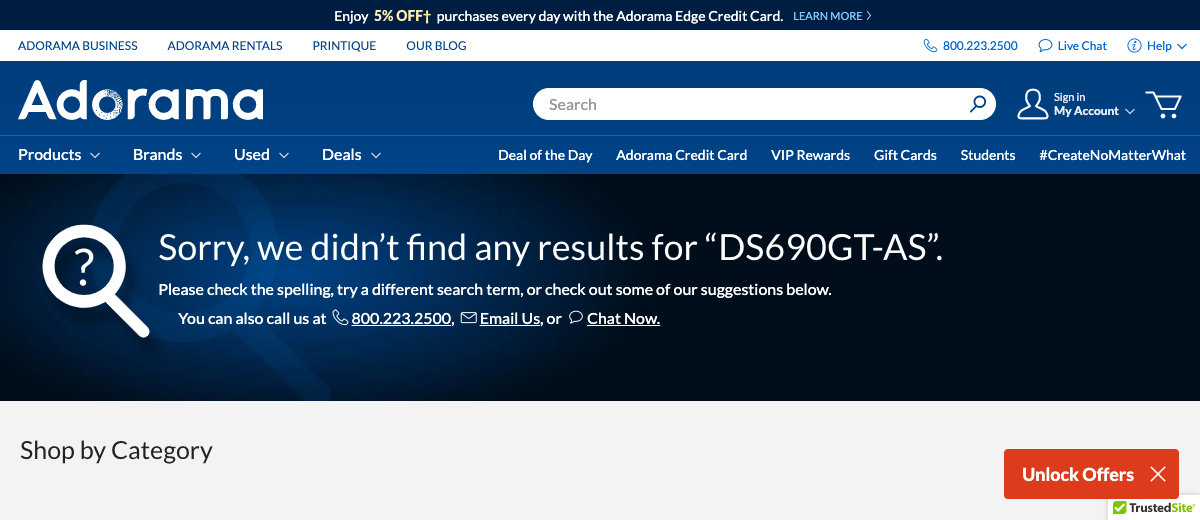 Enjoy 5% OFF† purchases every day with the Adorama Edge Credit Card. LEARN MORE
ADORAMA BUSINESS ADORAMA RENTALS PRINTIQUE OUR BLOG 800.223.2500 Live Chat Help
Adorama Search Sign in
My Account
Products Brands Used Deals Deal of the Day Adorama Credit Card VIP Rewards Gift Cards Students #CreateNoMatterWhat
?
Sorry, we didn’t find any results for “DS690GT-AS”.
Please check the spelling, try a different search term, or check out some of our suggestions below.
You can also call us at 800.223.2500, Email Us, or Chat Now.
Shop by Category
Unlock Offers
TrustedSite